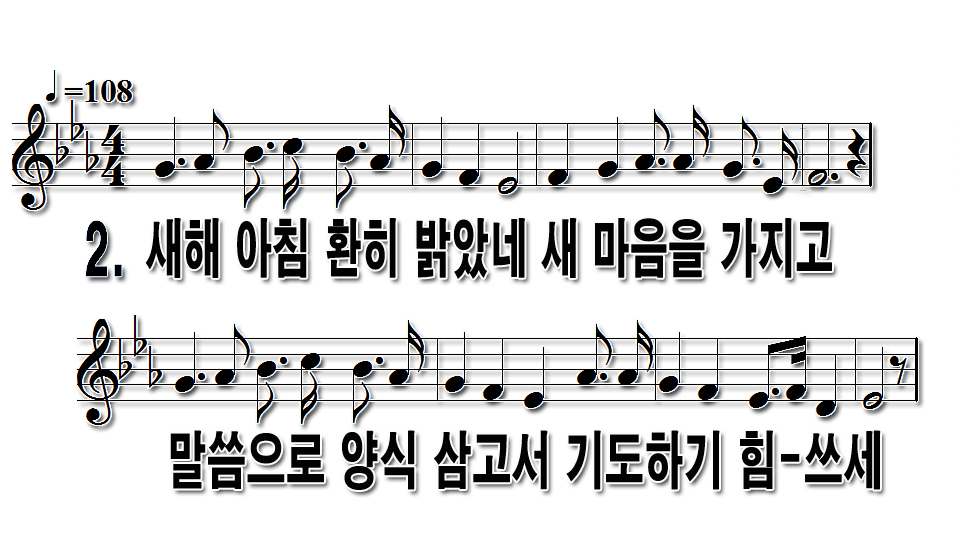 ♩=108
2. 새해 아침 환히 밝았네 새 마음을 가지고
말씀으로 양식 삼고서 기도하기 힘-쓰세